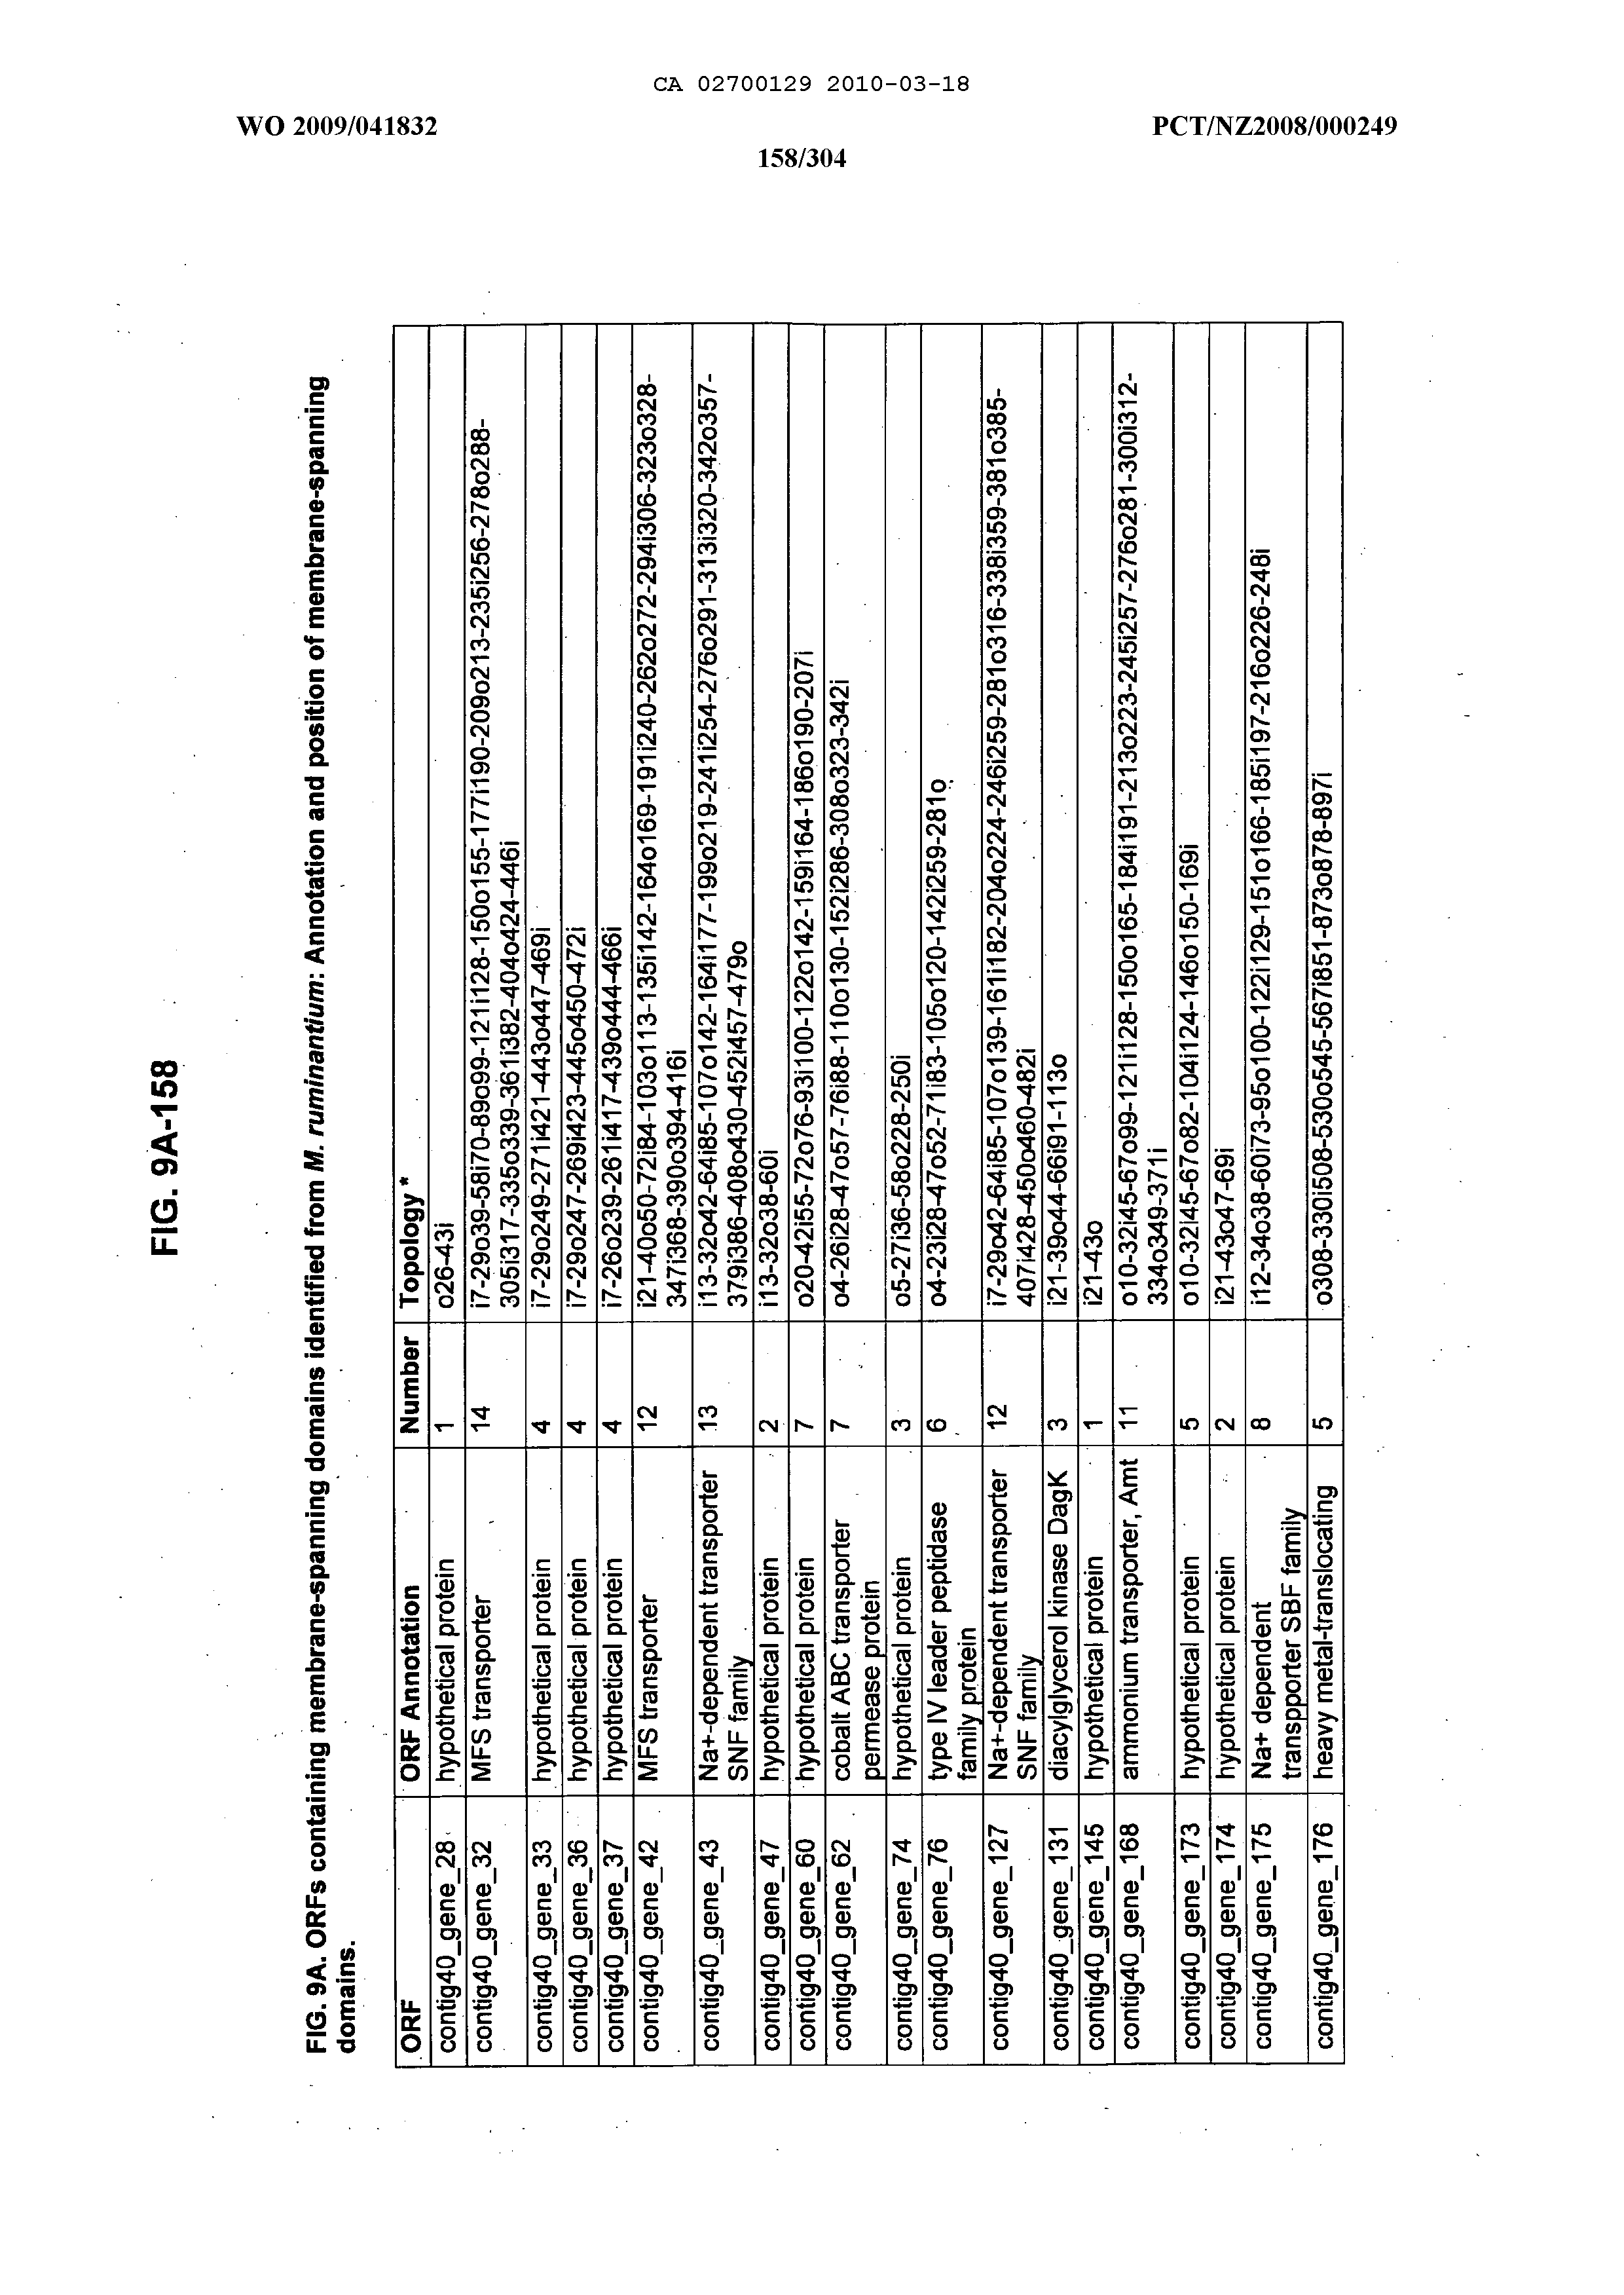 CA 02700129 2010-03-18
WO 2009/041832 PCT/NZ2008/000249
158/304
FIG. 9A-158
FIG. 9A. ORFs containing membrane-spanning domains identified from M. ruminantium: Annotation and position of membrane-spanning
domains.
ORF ORF Annotation Number Topology *
contig40_gene_28 hypothetical protein 1 o26-43i
contig40_gene_32 MFS transporter 14 i7-29o39-58i70-89o99-121i128-150o155-177i190-209o213-235i256-278o288-
305i317-335o339-361i382-404o424-446i
contig40_gene_33 hypothetical protein 4 i7-29o249-271i421-443o447-469i
contig40_gene_36 hypothetical protein 4 i7-29o247-269i423-445o450-472i
contig40_gene_37 hypothetical protein 4 i7-26o239-261i417-439o444-466i
contig40_gene_42 MFS transporter 12 i21-40o50-72i84-103o113-135i142-164o169-191i240-262o272-294i306-323o328-
347i368-390o394-416i
contig40_gene_43 Na+-dependent transporter 13 i13-32o42-64i85-107o142-164i177-199o219-241i254-276o291-313i320-342o357-
SNF family 379i386-408o430-452i457-479o
contig40_gene_47 hypothetical protein 2 i13-32o38-60i
contig40_gene_60 hypothetical protein 7 o20-42i55-72o76-93i100-122o142-159i164-186o190-207i
contig40_gene_62 cobalt ABC transporter 7 o4-26i28-47o57-76i88-110o130-152i286-308o323-342i
permease protein
contig40_gene_74 hypothetical protein 3 o5-27i36-58o228-250i
contig40_gene_76 type IV leader peptidase 6 o4-23i28-47o52-71i83-105o120-142i259-281o
family protein
contig40_gene_127 Na+-dependent transporter 12 i7-29o42-64i85-107o139-161i182-204o224-246i259-281o316-338i359-381o385-
SNF family 407i428-450o460-482i
contig40_gene_131 diacylglycerol kinase DagK 3 i21-39o44-66i91-113o
contig40_gene_145 hypothetical protein 1 i21-43o
contig40_gene_168 ammonium transporter, Amt 11 o10-32i45-67o99-121i128-150o165-184i191-213o223-245i257-276o281-300i312-
334o349-371i
contig40_gene_173 hypothetical protein 5 o10-32i45-67o82-104i124-146o150-169i
contig40_gene_174 hypothetical protein 2 i21-43o47-69i
contig40_gene_175 Na+ dependent 8 i12-34o38-60i73-95o100-122i129-151o166-185i197-216o226-248i
transporter SBF family
contig40_gene_176 heavy metal-translocating 5 o308-330i508-530o545-567i851-873o878-897i